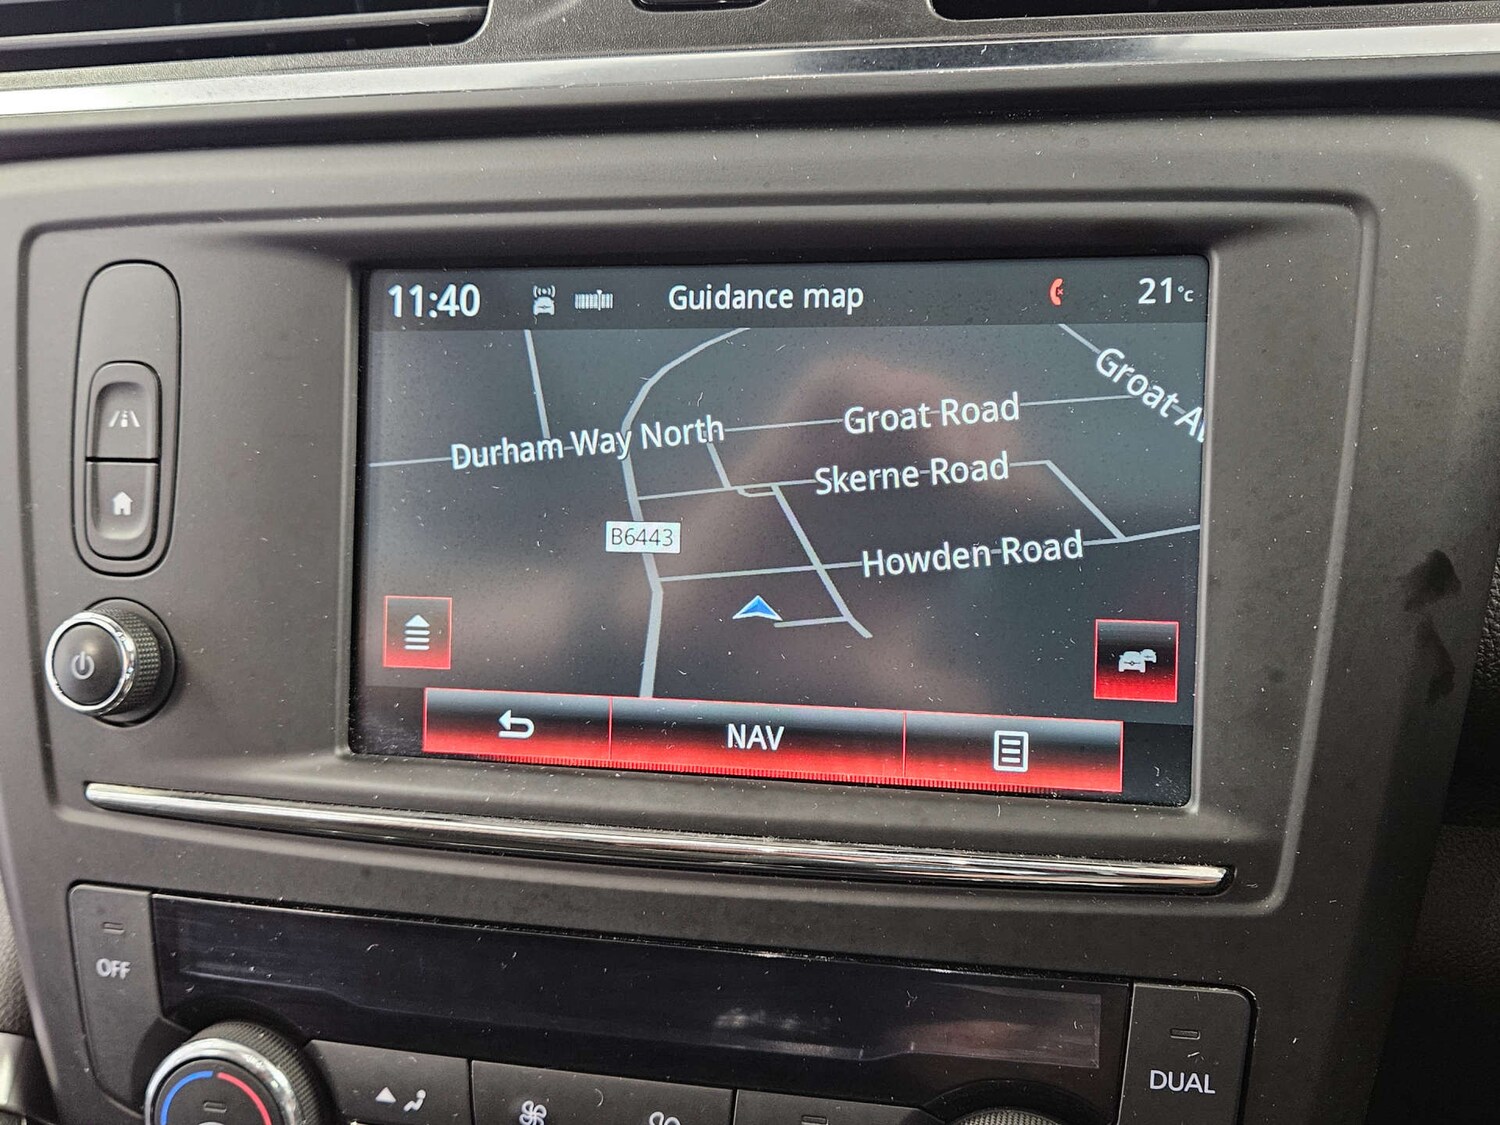 11:40 Guidance map 21°C
Groat A
Groat Road
Durham Way North
Skerne Road
B6443
Howden Road
NAV
OFF
DUAL